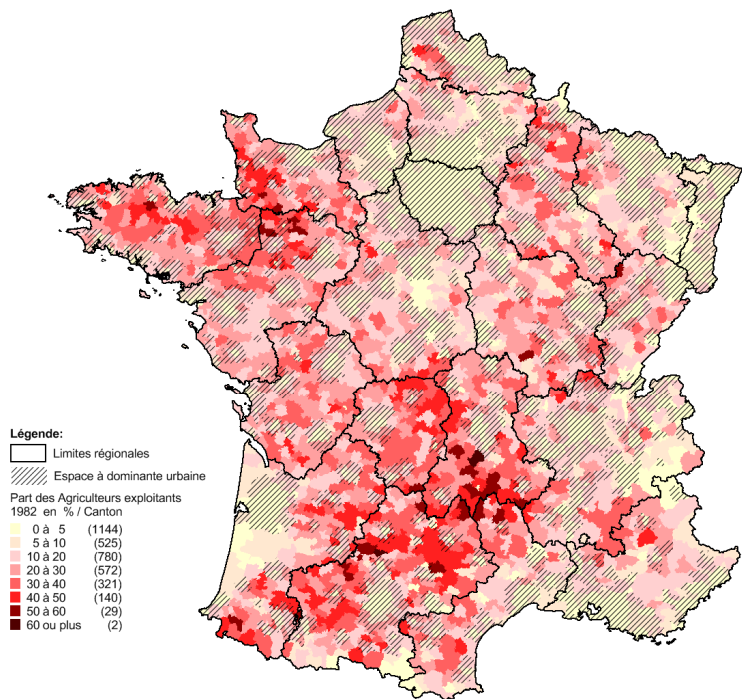 Légende:
Limites régionales
Espace à dominante urbaine
Part des Agriculteurs exploitants
1982 en % / Canton
0 à 5 (1144)
5 à 10 (525)
10 à 20 (780)
20 à 30 (572)
30 à 40 (321)
40 à 50 (140)
50 à 60 (29)
60 ou plus (2)